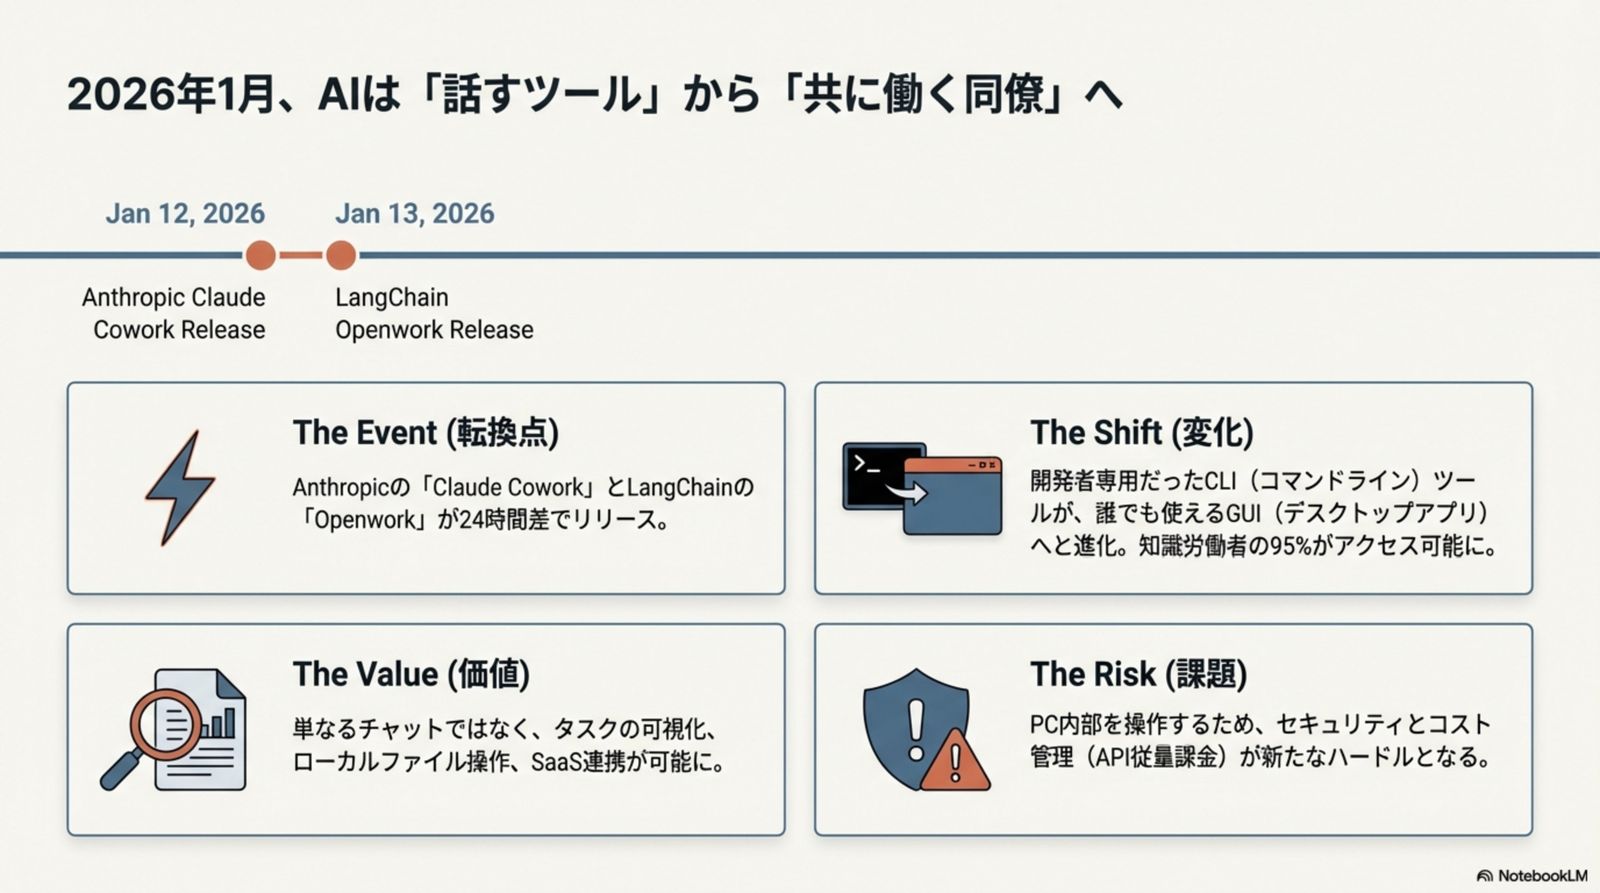 2026年1月、AIは「話すツール」から「共に働く同僚」へ
Jan 12, 2026
Anthropic Claude
Cowork Release
Jan 13, 2026
LangChain
Openwork Release
The Event (転換点)
Anthropicの「Claude Cowork」とLangChainの
「Openwork」が24時間差でリリース。
The Shift (変化)
開発者専用だったCLI（コマンドライン）ツー
ルが、誰でも使えるGUI（デスクトップアプリ）
へと進化。知識労働者の95%がアクセス可能に。
The Value (価値)
単なるチャットではなく、タスクの可視化、
ローカルファイル操作、SaaS連携が可能に。
The Risk (課題)
PC内部を操作するため、セキュリティとコスト
管理（API従量課金）が新たなハードルとなる。
NotebookLM